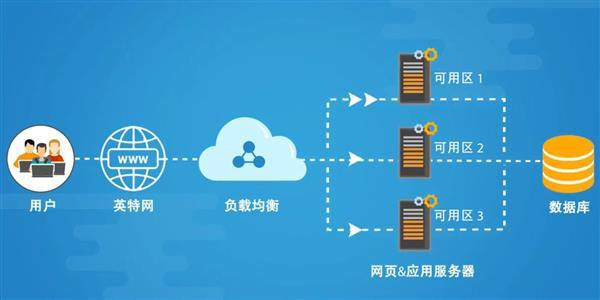 可用区 1
可用区 2
WWW
用户
英特网
负载均衡
可用区 3
数据库
网页&应用服务器